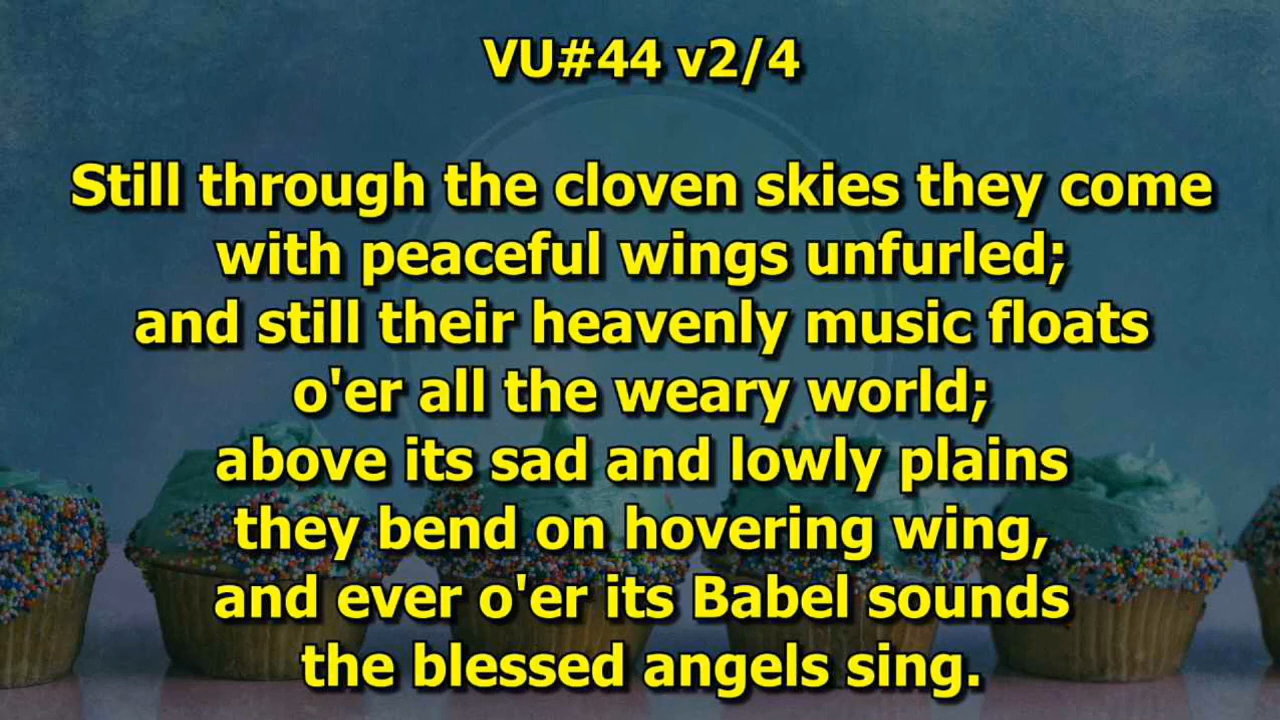 VU#44 v2/4
Still through the cloven skies they come
with peaceful wings unfurled;
and still their heavenly music floats
o'er all the weary world;
above its sad and lowly plains
they bend on hovering wing,
and ever o'er its Babel sounds
the blessed angels sing.